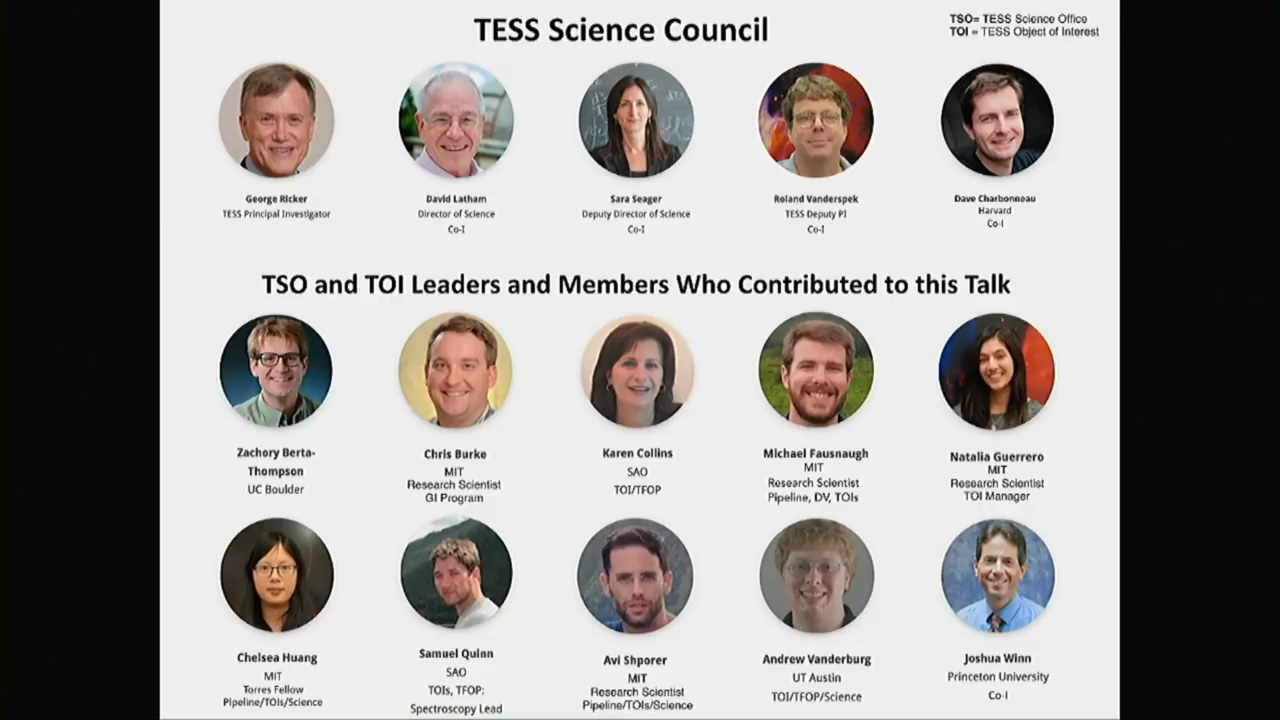 TESS Science Council
TSO= TESS Science Office
TOI = TESS Object of Interest
George Ricker
TESS Principal Investigator
David Latham
Director of Science
Co-I
Sara Seager
Deputy Director of Science
Co-I
Roland Vanderspek
TESS Deputy PI
Co-I
Dave Charbonneau
Harvard
Co-I
TSO and TOI Leaders and Members Who Contributed to this Talk
Zachory Berta-
Thompson
UC Boulder
Chris Burke
MIT
Research Scientist
GI Program
Karen Collins
SAO
TOI/TFOP
Michael Fausnaugh
MIT
Research Scientist
Pipeline, DV, TOIs
Natalia Guerrero
MIT
Research Scientist
TOI Manager
Chelsea Huang
MIT
Torres Fellow
Pipeline/TOIs/Science
Samuel Quinn
SAO
TOIs, TFOP:
Spectroscopy Lead
Avi Shporer
MIT
Research Scientist
Pipeline/TOIs/Science
Andrew Vanderburg
UT Austin
TOI/TFOP/Science
Joshua Winn
Princeton University
Co-I